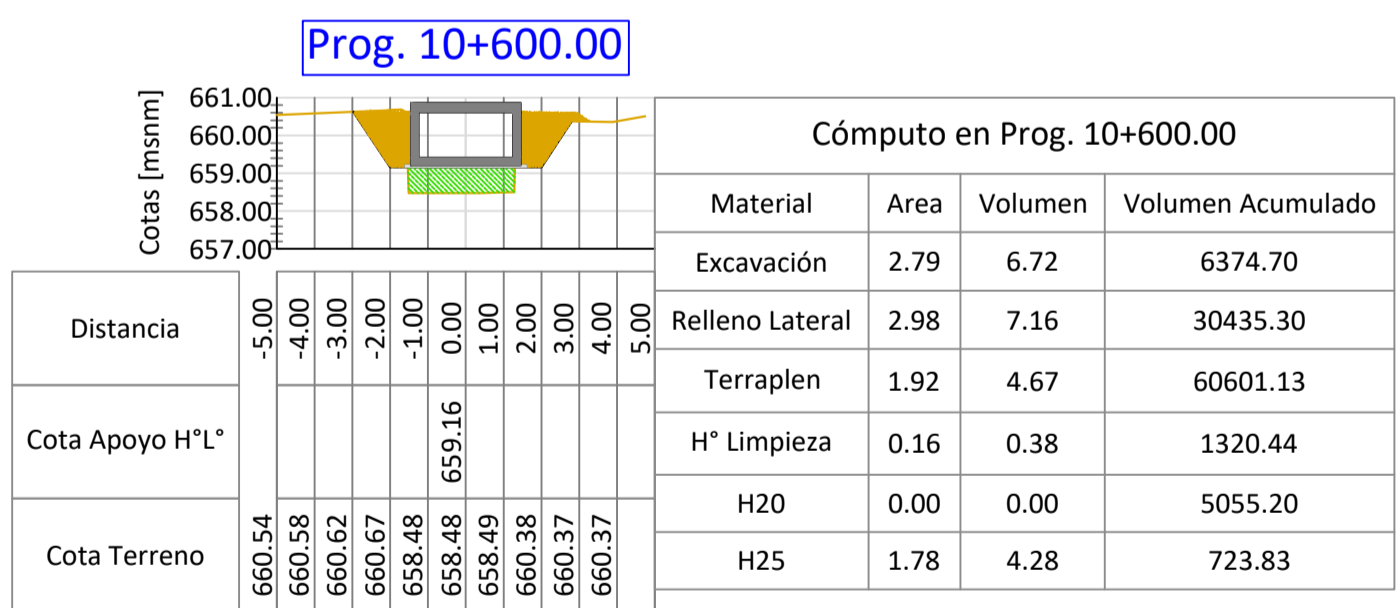 Prog. 10+600.00
Cotas [msnm]
661.00
660.00
659.00
658.00
657.00
Distancia
-5.00 -4.00 -3.00 -2.00 -1.00 0.00 1.00 2.00 3.00 4.00 5.00
Cota Apoyo H°L°
659.16
Cota Terreno
660.54 660.58 660.62 660.67 658.48 658.48 658.49 660.38 660.37 660.37
Cómputo en Prog. 10+600.00
Material Area Volumen Volumen Acumulado
Excavación 2.79 6.72 6374.70
Relleno Lateral 2.98 7.16 30435.30
Terraplen 1.92 4.67 60601.13
H° Limpieza 0.16 0.38 1320.44
H20 0.00 0.00 5055.20
H25 1.78 4.28 723.83